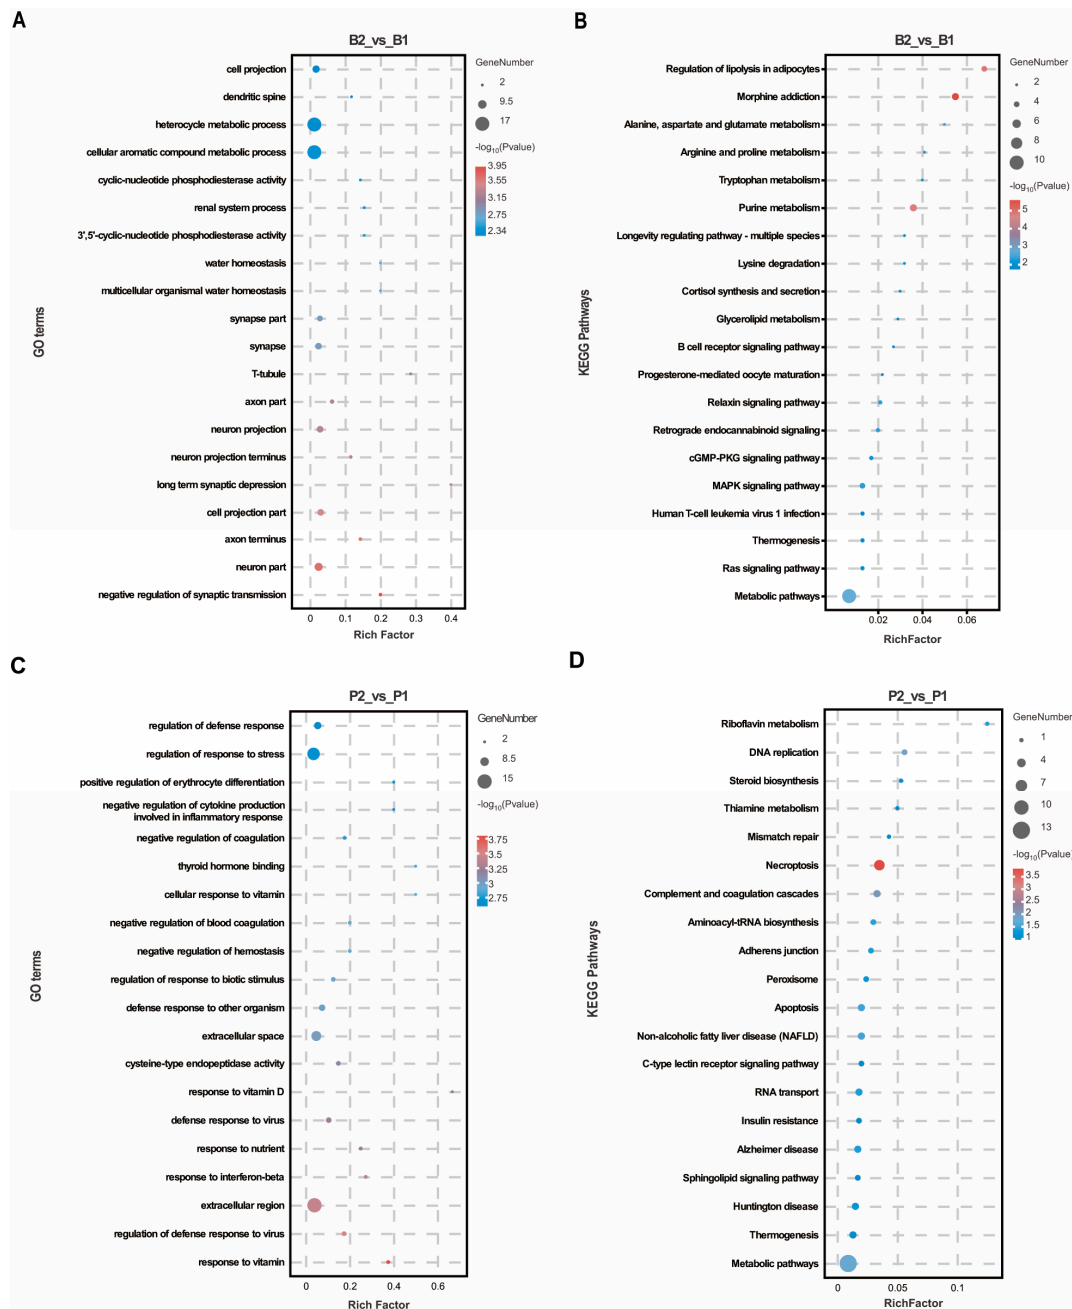 A
B2_vs_B1
cell projection
dendritic spine
heterocycle metabolic process
cellular aromatic compound metabolic process
cyclic-nucleotide phosphodiesterase activity
renal system process
3',5'-cyclic-nucleotide phosphodiesterase activity
water homeostasis
multicellular organismal water homeostasis
synapse part
synapse
T-tubule
axon part
neuron projection
neuron projection terminus
long term synaptic depression
cell projection part
axon terminus
neuron part
negative regulation of synaptic transmission
GO terms
0 0.1 0.2 0.3 0.4
Rich Factor
GeneNumber
2
9.5
17
-log10(Pvalue)
3.95
3.55
3.15
2.75
2.34
B
B2_vs_B1
Regulation of lipolysis in adipocytes
Morphine addiction
Alanine, aspartate and glutamate metabolism
Arginine and proline metabolism
Tryptophan metabolism
Purine metabolism
Longevity regulating pathway - multiple species
Lysine degradation
Cortisol synthesis and secretion
Glycerolipid metabolism
B cell receptor signaling pathway
Progesterone-mediated oocyte maturation
Relaxin signaling pathway
Retrograde endocannabinoid signaling
cGMP-PKG signaling pathway
MAPK signaling pathway
Human T-cell leukemia virus 1 infection
Thermogenesis
Ras signaling pathway
Metabolic pathways
KEGG Pathways
0.02 0.04 0.06
RichFactor
GeneNumber
2
4
6
8
10
-log10(Pvalue)
5
4
3
2
C
P2_vs_P1
regulation of defense response
regulation of response to stress
positive regulation of erythrocyte differentiation
negative regulation of cytokine production
involved in inflammatory response
negative regulation of coagulation
thyroid hormone binding
cellular response to vitamin
negative regulation of blood coagulation
negative regulation of hemostasis
regulation of response to biotic stimulus
defense response to other organism
extracellular space
cysteine-type endopeptidase activity
response to vitamin D
defense response to virus
response to nutrient
response to interferon-beta
extracellular region
regulation of defense response to virus
response to vitamin
GO terms
0 0.2 0.4 0.6
Rich Factor
GeneNumber
2
8.5
15
-log10(Pvalue)
3.75
3.5
3.25
3
2.75
D
P2_vs_P1
Riboflavin metabolism
DNA replication
Steroid biosynthesis
Thiamine metabolism
Mismatch repair
Necroptosis
Complement and coagulation cascades
Aminoacyl-tRNA biosynthesis
Adherens junction
Peroxisome
Apoptosis
Non-alcoholic fatty liver disease (NAFLD)
C-type lectin receptor signaling pathway
RNA transport
Insulin resistance
Alzheimer disease
Sphingolipid signaling pathway
Huntington disease
Thermogenesis
Metabolic pathways
KEGG Pathways
0 0.05 0.1
RichFactor
GeneNumber
1
4
7
10
13
-log10(Pvalue)
3.5
3
2.5
2
1.5
1